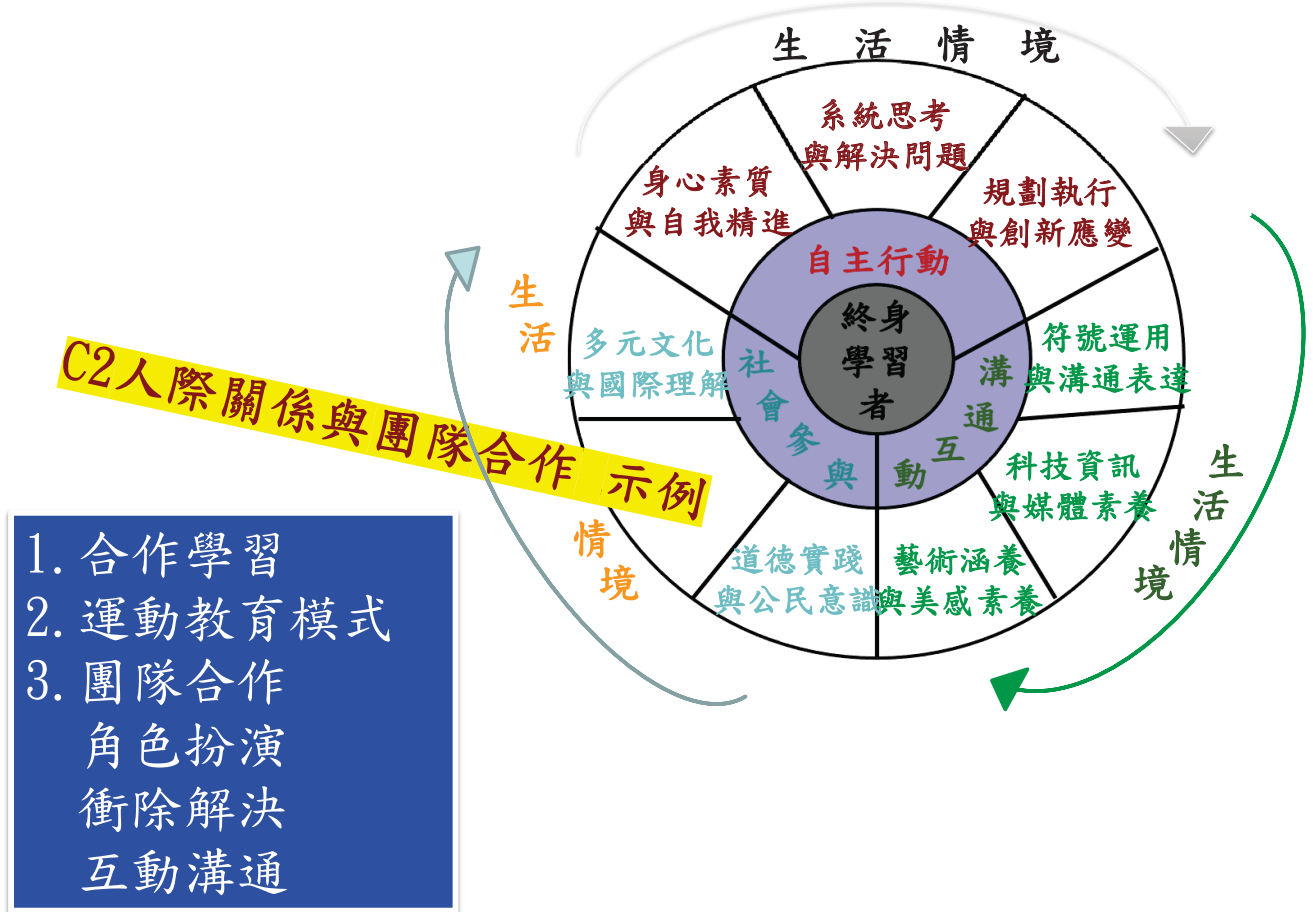 生活情境
系統思考
與解決問題
身心素質
與自我精進
規劃執行
與創新應變
自主行動
終身
學習
者
生活
情境
多元文化
與國際理解
社會參與
溝通互動
符號運用
與溝通表達
科技資訊
與媒體素養
生活情境
道德實踐
與公民意識
藝術涵養
與美感素養
C2人際關係與團隊合作 示例
1. 合作學習
2. 運動教育模式
3. 團隊合作
角色扮演
衝除解決
互動溝通